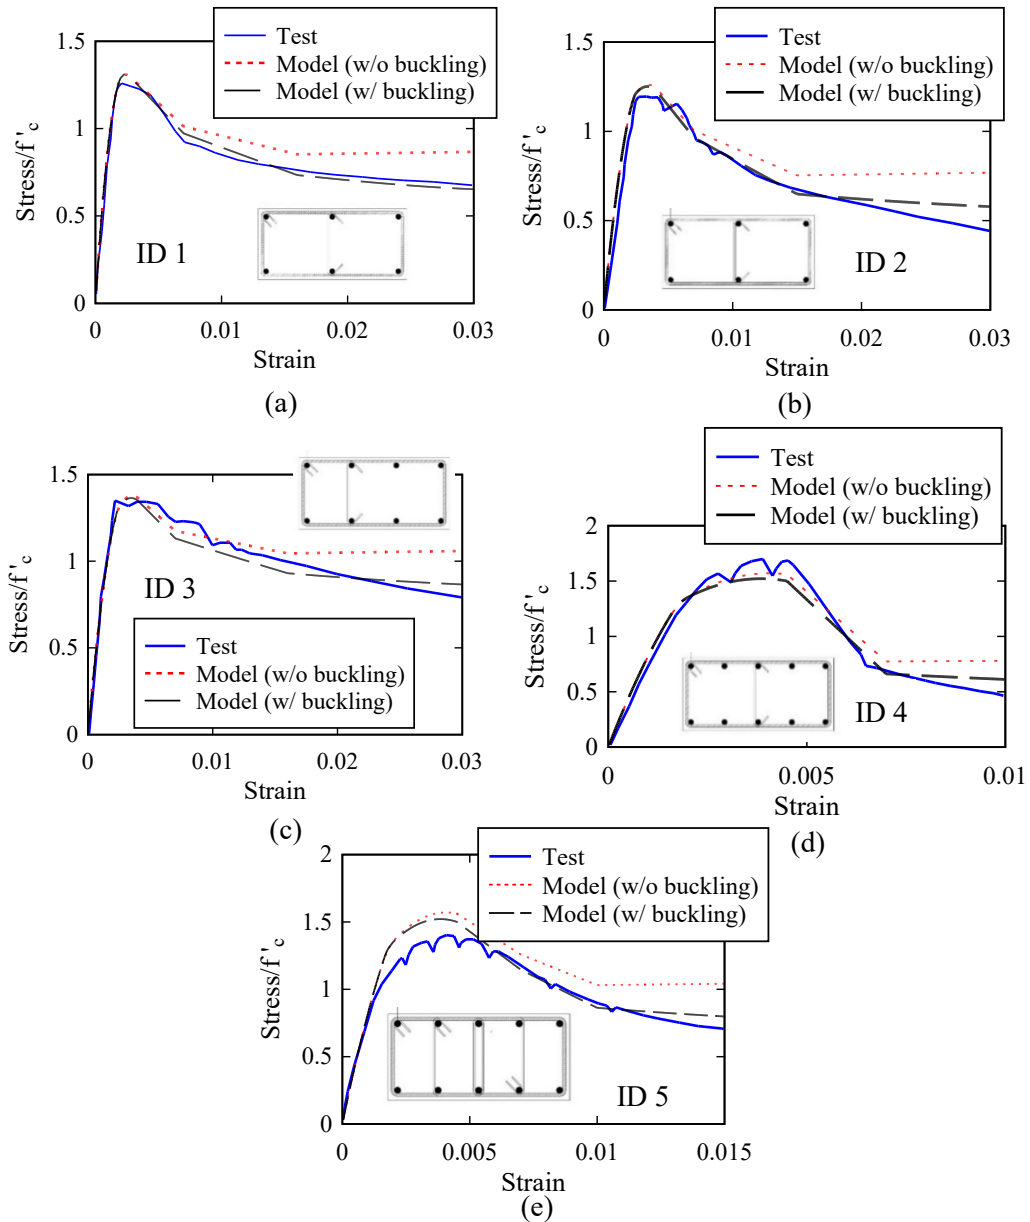 Test
Model (w/o buckling)
Model (w/ buckling)
1.5
1
0.5
0
Stress/f'c
ID 1
0
0.01
0.02
0.03
Strain
(a)
Test
Model (w/o buckling)
Model (w/ buckling)
1.5
1
0.5
0
Stress/f'c
ID 2
0
0.01
0.02
0.03
Strain
(b)
1.5
1
0.5
0
Stress/f'c
ID 3
Test
Model (w/o buckling)
Model (w/ buckling)
0
0.01
0.02
0.03
Strain
(c)
Test
Model (w/o buckling)
Model (w/ buckling)
2
1.5
1
0.5
0
Stress/f'c
ID 4
0
0.005
0.01
Strain
(d)
Test
Model (w/o buckling)
Model (w/ buckling)
2
1.5
1
0.5
0
Stress/f'c
ID 5
0
0.005
0.01
0.015
Strain
(e)